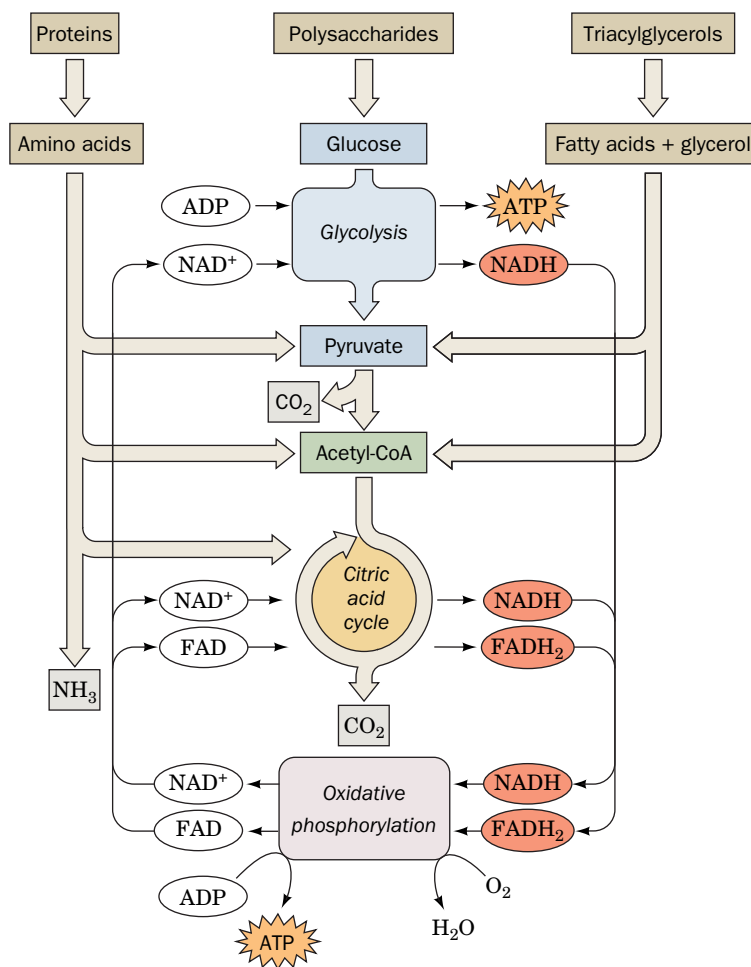 Proteins
Polysaccharides
Triacylglycerols
Amino acids
Glucose
Fatty acids + glycerol
ADP
Glycolysis
ATP
NAD⁺
NADH
Pyruvate
CO₂
Acetyl-CoA
Citric
acid
cycle
NAD⁺
NADH
FAD
FADH₂
NH₃
CO₂
NAD⁺
Oxidative
phosphorylation
NADH
FAD
FADH₂
ADP
ATP
O₂
H₂O